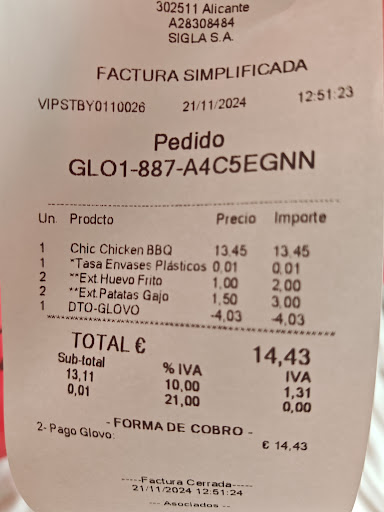 302511 Alicante
A28308484
SIGLA S.A.
FACTURA SIMPLIFICADA
VIPSTBY0110026 21/11/2024 12:51:23
Pedido
GLO1-887-A4C5EGNN
Un. Prodcto Precio Importe
1 Chic Chicken BBQ 13.45 13.45
1 *Tasa Envases Plásticos 0,01 0,01
2 **Ext.Huevo Frito 1,00 2,00
2 **Ext.Patatas Gajo 1,50 3,00
1 DTO-GLOVO -4,03 -4,03
TOTAL € 14,43
Sub-total % IVA IVA
13,11 10,00 1,31
0,01 21,00 0,00
- FORMA DE COBRO -
2- Pago Glovo: € 14,43
-----Factura Cerrada-----
21/11/2024 12:51:24
--- Asociados --